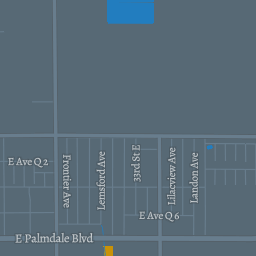 E Ave Q 2
Frontier Ave
Lemsford Ave
33rd St E
Lilacview Ave
Landon Ave
E Ave Q 6
E Palmdale Blvd